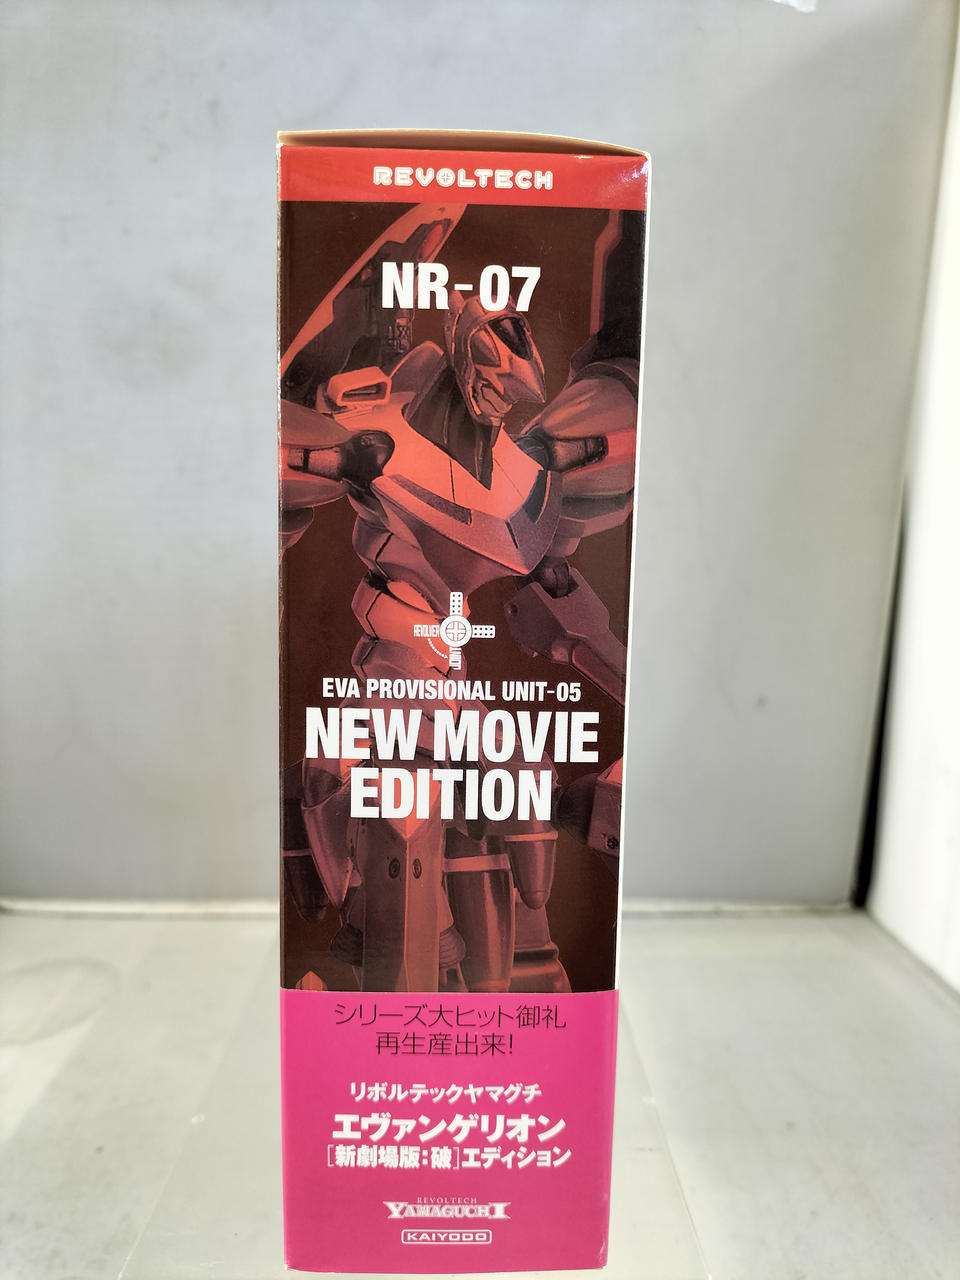 REVOLTECH
NR-07
REVOLVER
JOINT
EVA PROVISIONAL UNIT-05
NEW MOVIE
EDITION
シリーズ大ヒット御礼
再生産出来!
リボルテックヤマグチ
エヴァンゲリオン
[新劇場版:破]エディション
REVOLTECH
YAMAGUCHI
KAIYODO